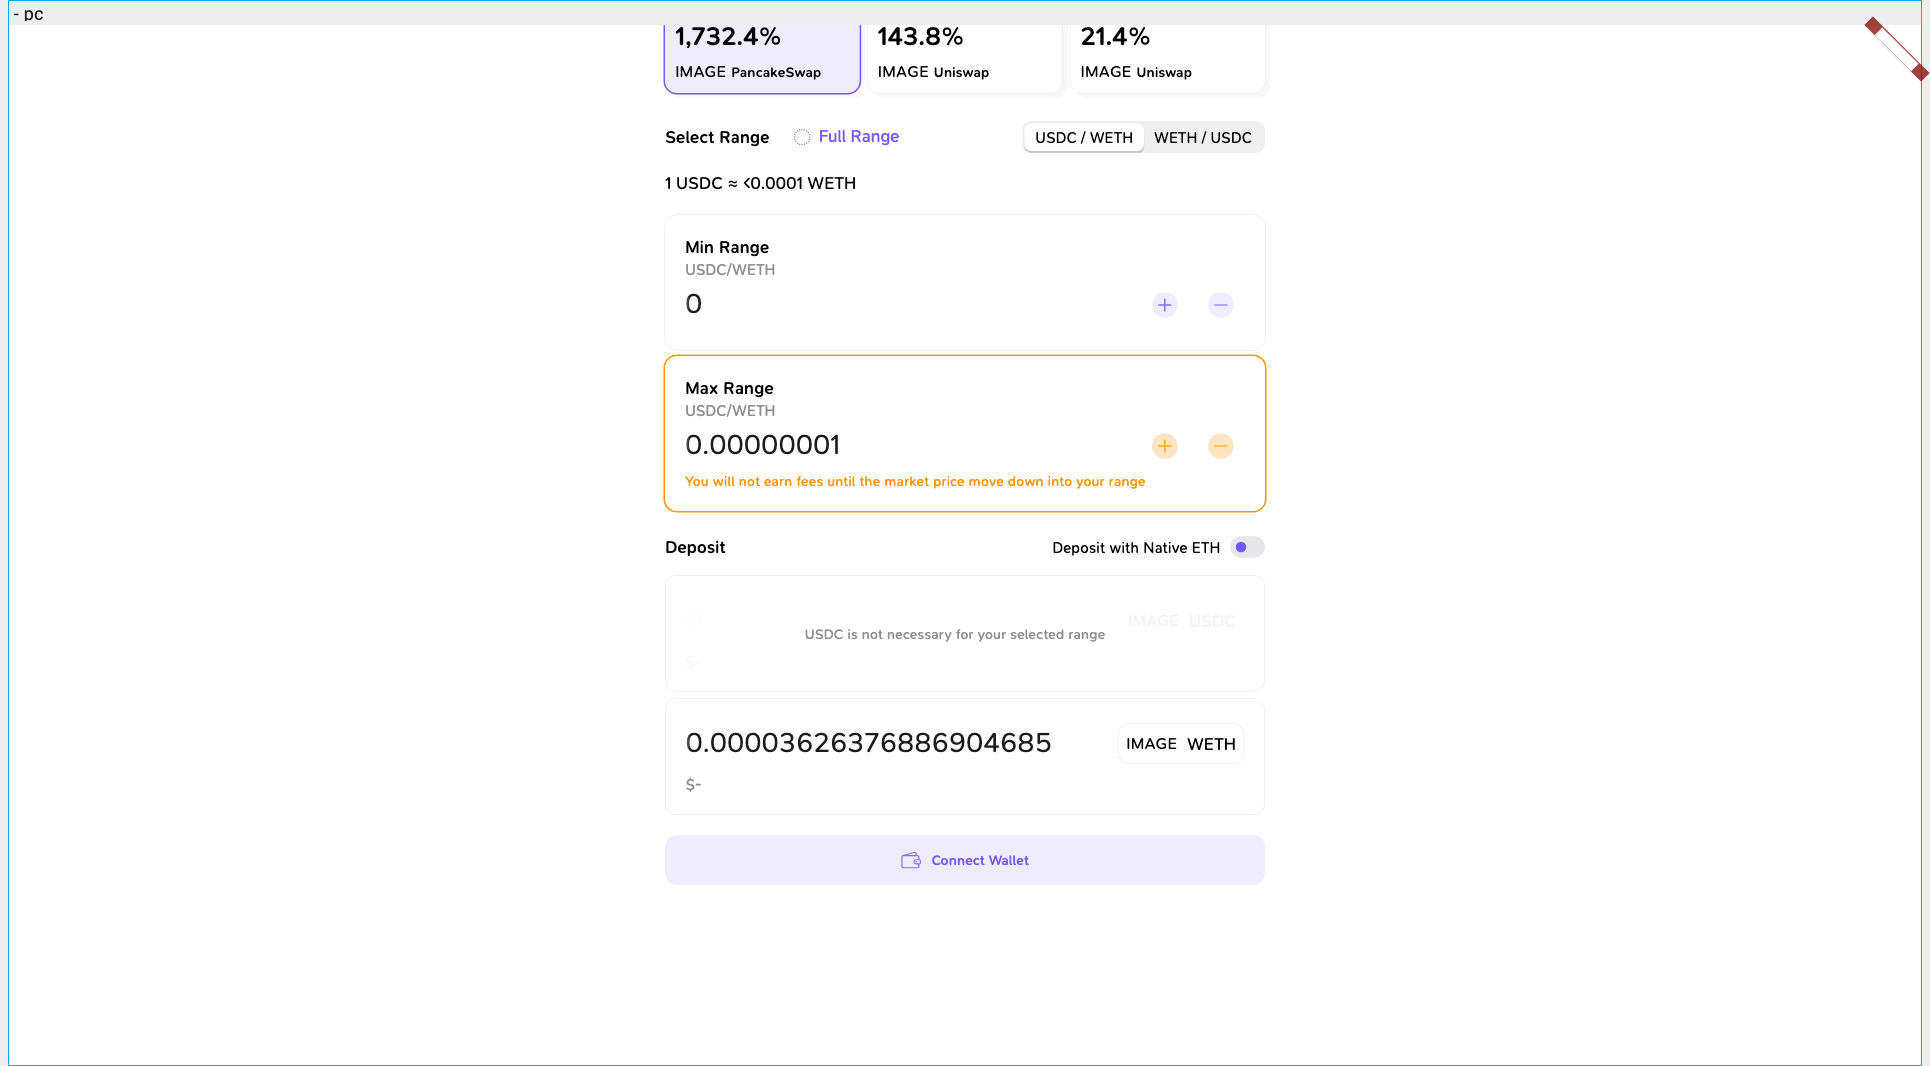 - pc
1,732.4%
IMAGE PancakeSwap
143.8%
IMAGE Uniswap
21.4%
IMAGE Uniswap
Select Range
Full Range
USDC / WETH
WETH / USDC
1 USDC ≈ <0.0001 WETH
Min Range
USDC/WETH
0
Max Range
USDC/WETH
0.00000001
You will not earn fees until the market price move down into your range
Deposit
Deposit with Native ETH
0
IMAGE USDC
USDC is not necessary for your selected range
$-
0.00003626376886904685
IMAGE WETH
$-
Connect Wallet